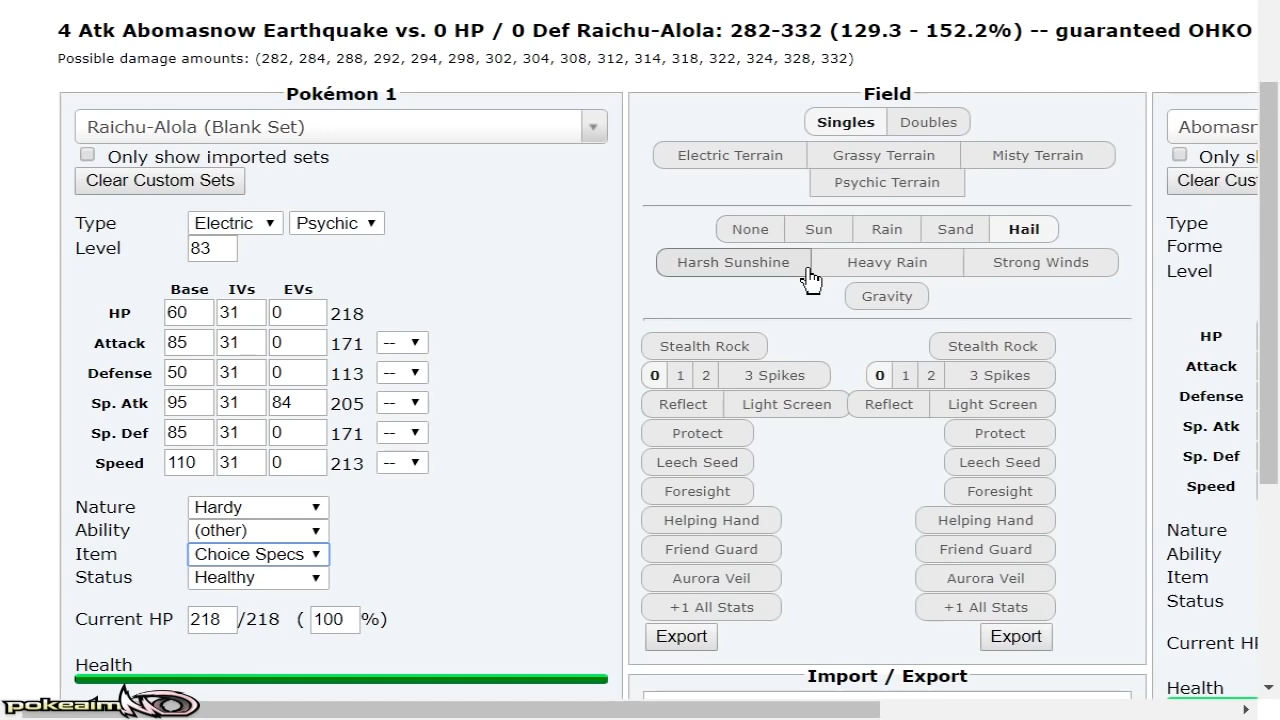 4 Atk Abomasnow Earthquake vs. 0 HP / 0 Def Raichu-Alola: 282-332 (129.3 - 152.2%) -- guaranteed OHKO
Possible damage amounts: (282, 284, 288, 292, 294, 298, 302, 304, 308, 312, 314, 318, 322, 324, 328, 332)
Pokémon 1
Raichu-Alola (Blank Set)
Only show imported sets
Clear Custom Sets
Type Electric Psychic
Level 83
Base IVs EVs
HP 60 31 0 218
Attack 85 31 0 171 --
Defense 50 31 0 113 --
Sp. Atk 95 31 84 205 --
Sp. Def 85 31 0 171 --
Speed 110 31 0 213 --
Nature Hardy
Ability (other)
Item Choice Specs
Status Healthy
Current HP 218 /218 ( 100 %)
Health
Field
Singles Doubles
Electric Terrain Grassy Terrain Misty Terrain
Psychic Terrain
None Sun Rain Sand Hail
Harsh Sunshine Heavy Rain Strong Winds
Gravity
Stealth Rock Stealth Rock
0 1 2 3 Spikes 0 1 2 3 Spikes
Reflect Light Screen Reflect Light Screen
Protect Protect
Leech Seed Leech Seed
Foresight Foresight
Helping Hand Helping Hand
Friend Guard Friend Guard
Aurora Veil Aurora Veil
+1 All Stats +1 All Stats
Export Export
Import / Export
Abomasn
Only s
Clear Cus
Type
Forme
Level
HP
Attack
Defense
Sp. Atk
Sp. Def
Speed
Nature
Ability
Item
Status
Current H
Health
pokeaim